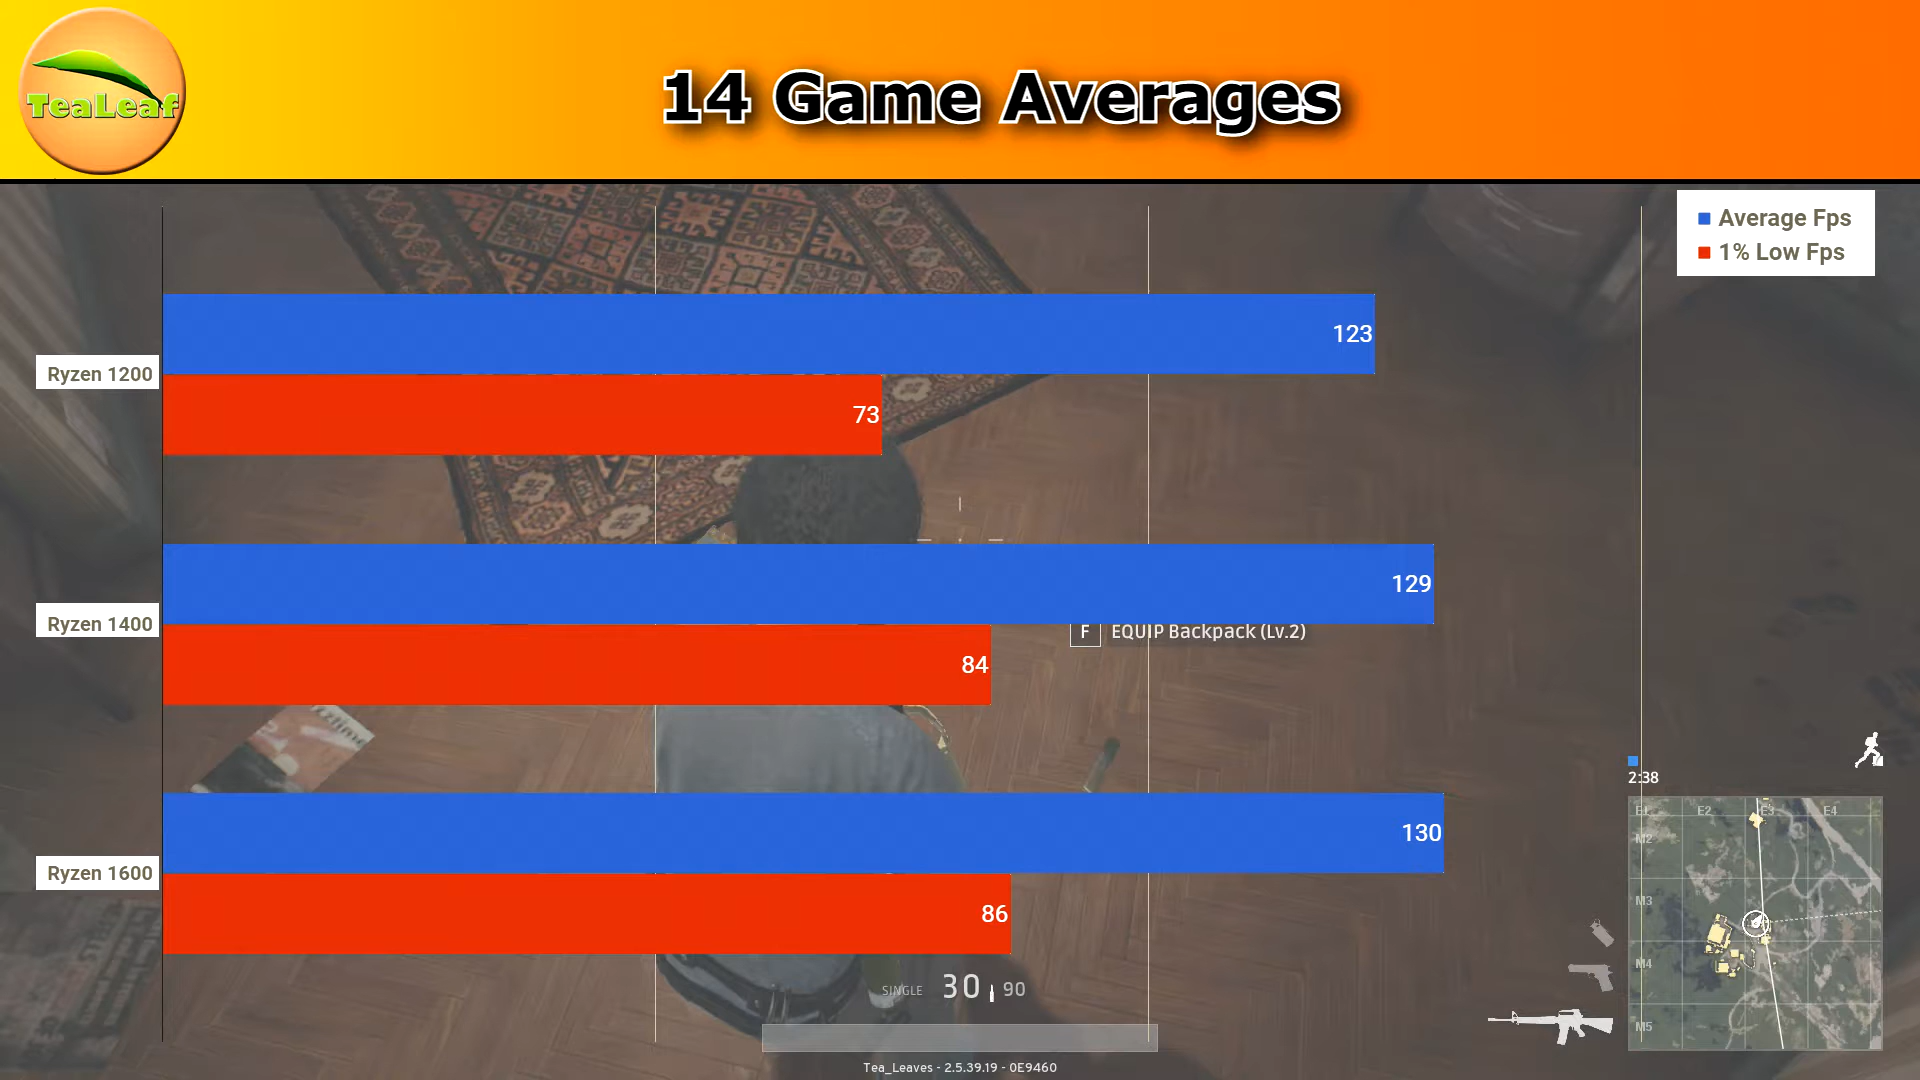 TeaLeaf
14 Game Averages
Average Fps
1% Low Fps
123
Ryzen 1200
73
129
Ryzen 1400
84
F EQUIP Backpack (Lv.2)
2:38
130
Ryzen 1600
86
E1 E2 E3 E4
M2
M3
M4
M5
SINGLE 30 90
Tea_Leaves - 2.5.39.19 - 0E9460